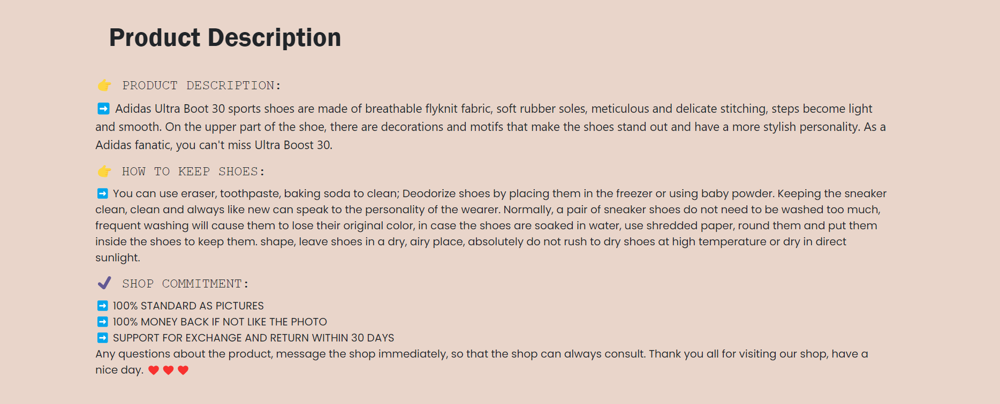 Product Description
👉 PRODUCT DESCRIPTION:
➡️ Adidas Ultra Boot 30 sports shoes are made of breathable flyknit fabric, soft rubber soles, meticulous and delicate stitching, steps become light
and smooth. On the upper part of the shoe, there are decorations and motifs that make the shoes stand out and have a more stylish personality. As a
Adidas fanatic, you can't miss Ultra Boost 30.
👉 HOW TO KEEP SHOES:
➡️ You can use eraser, toothpaste, baking soda to clean; Deodorize shoes by placing them in the freezer or using baby powder. Keeping the sneaker
clean, clean and always like new can speak to the personality of the wearer. Normally, a pair of sneaker shoes do not need to be washed too much,
frequent washing will cause them to lose their original color, in case the shoes are soaked in water, use shredded paper, round them and put them
inside the shoes to keep them. shape, leave shoes in a dry, airy place, absolutely do not rush to dry shoes at high temperature or dry in direct
sunlight.
✔ SHOP COMMITMENT:
➡️ 100% STANDARD AS PICTURES
➡️ 100% MONEY BACK IF NOT LIKE THE PHOTO
➡️ SUPPORT FOR EXCHANGE AND RETURN WITHIN 30 DAYS
Any questions about the product, message the shop immediately, so that the shop can always consult. Thank you all for visiting our shop, have a
nice day. ❤️❤️❤️